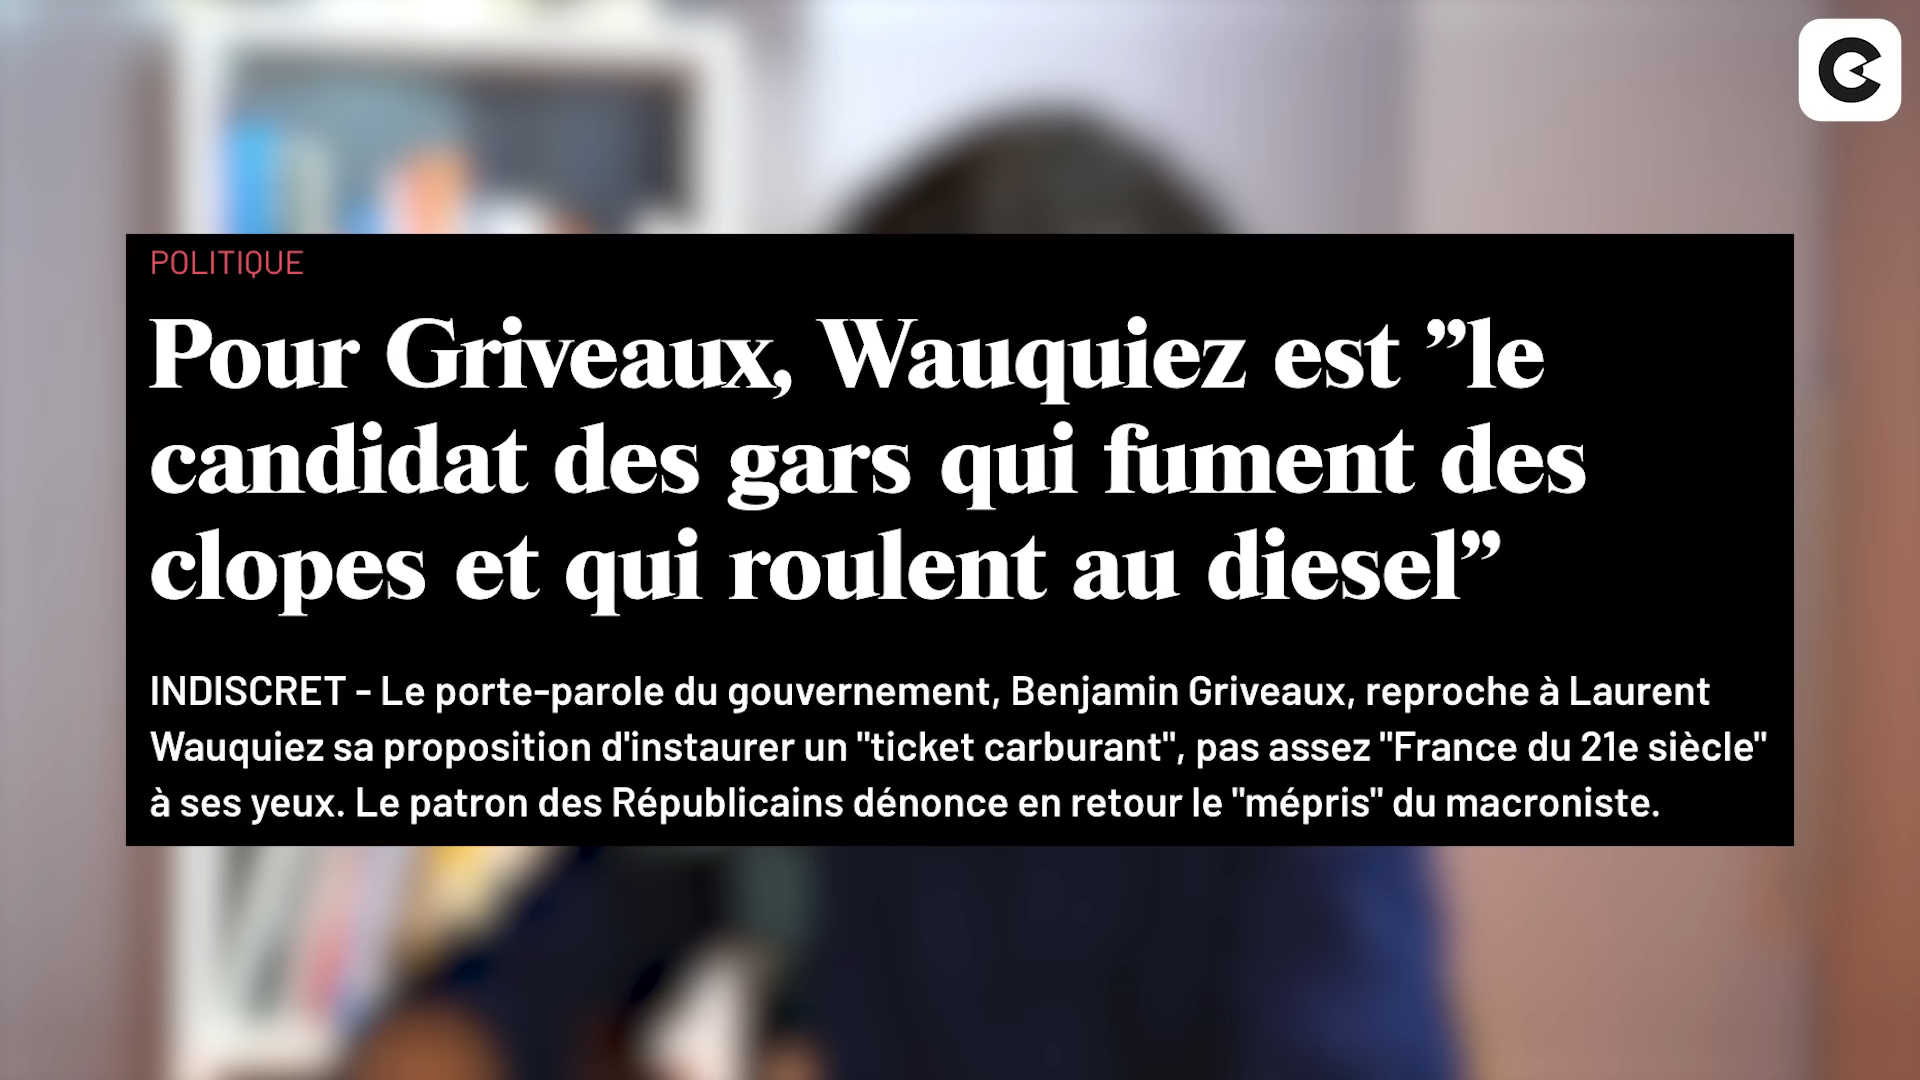 POLITIQUE
Pour Griveaux, Wauquiez est ”le
candidat des gars qui fument des
clopes et qui roulent au diesel”
INDISCRET - Le porte-parole du gouvernement, Benjamin Griveaux, reproche à Laurent
Wauquiez sa proposition d'instaurer un "ticket carburant", pas assez "France du 21e siècle"
à ses yeux. Le patron des Républicains dénonce en retour le "mépris" du macroniste.